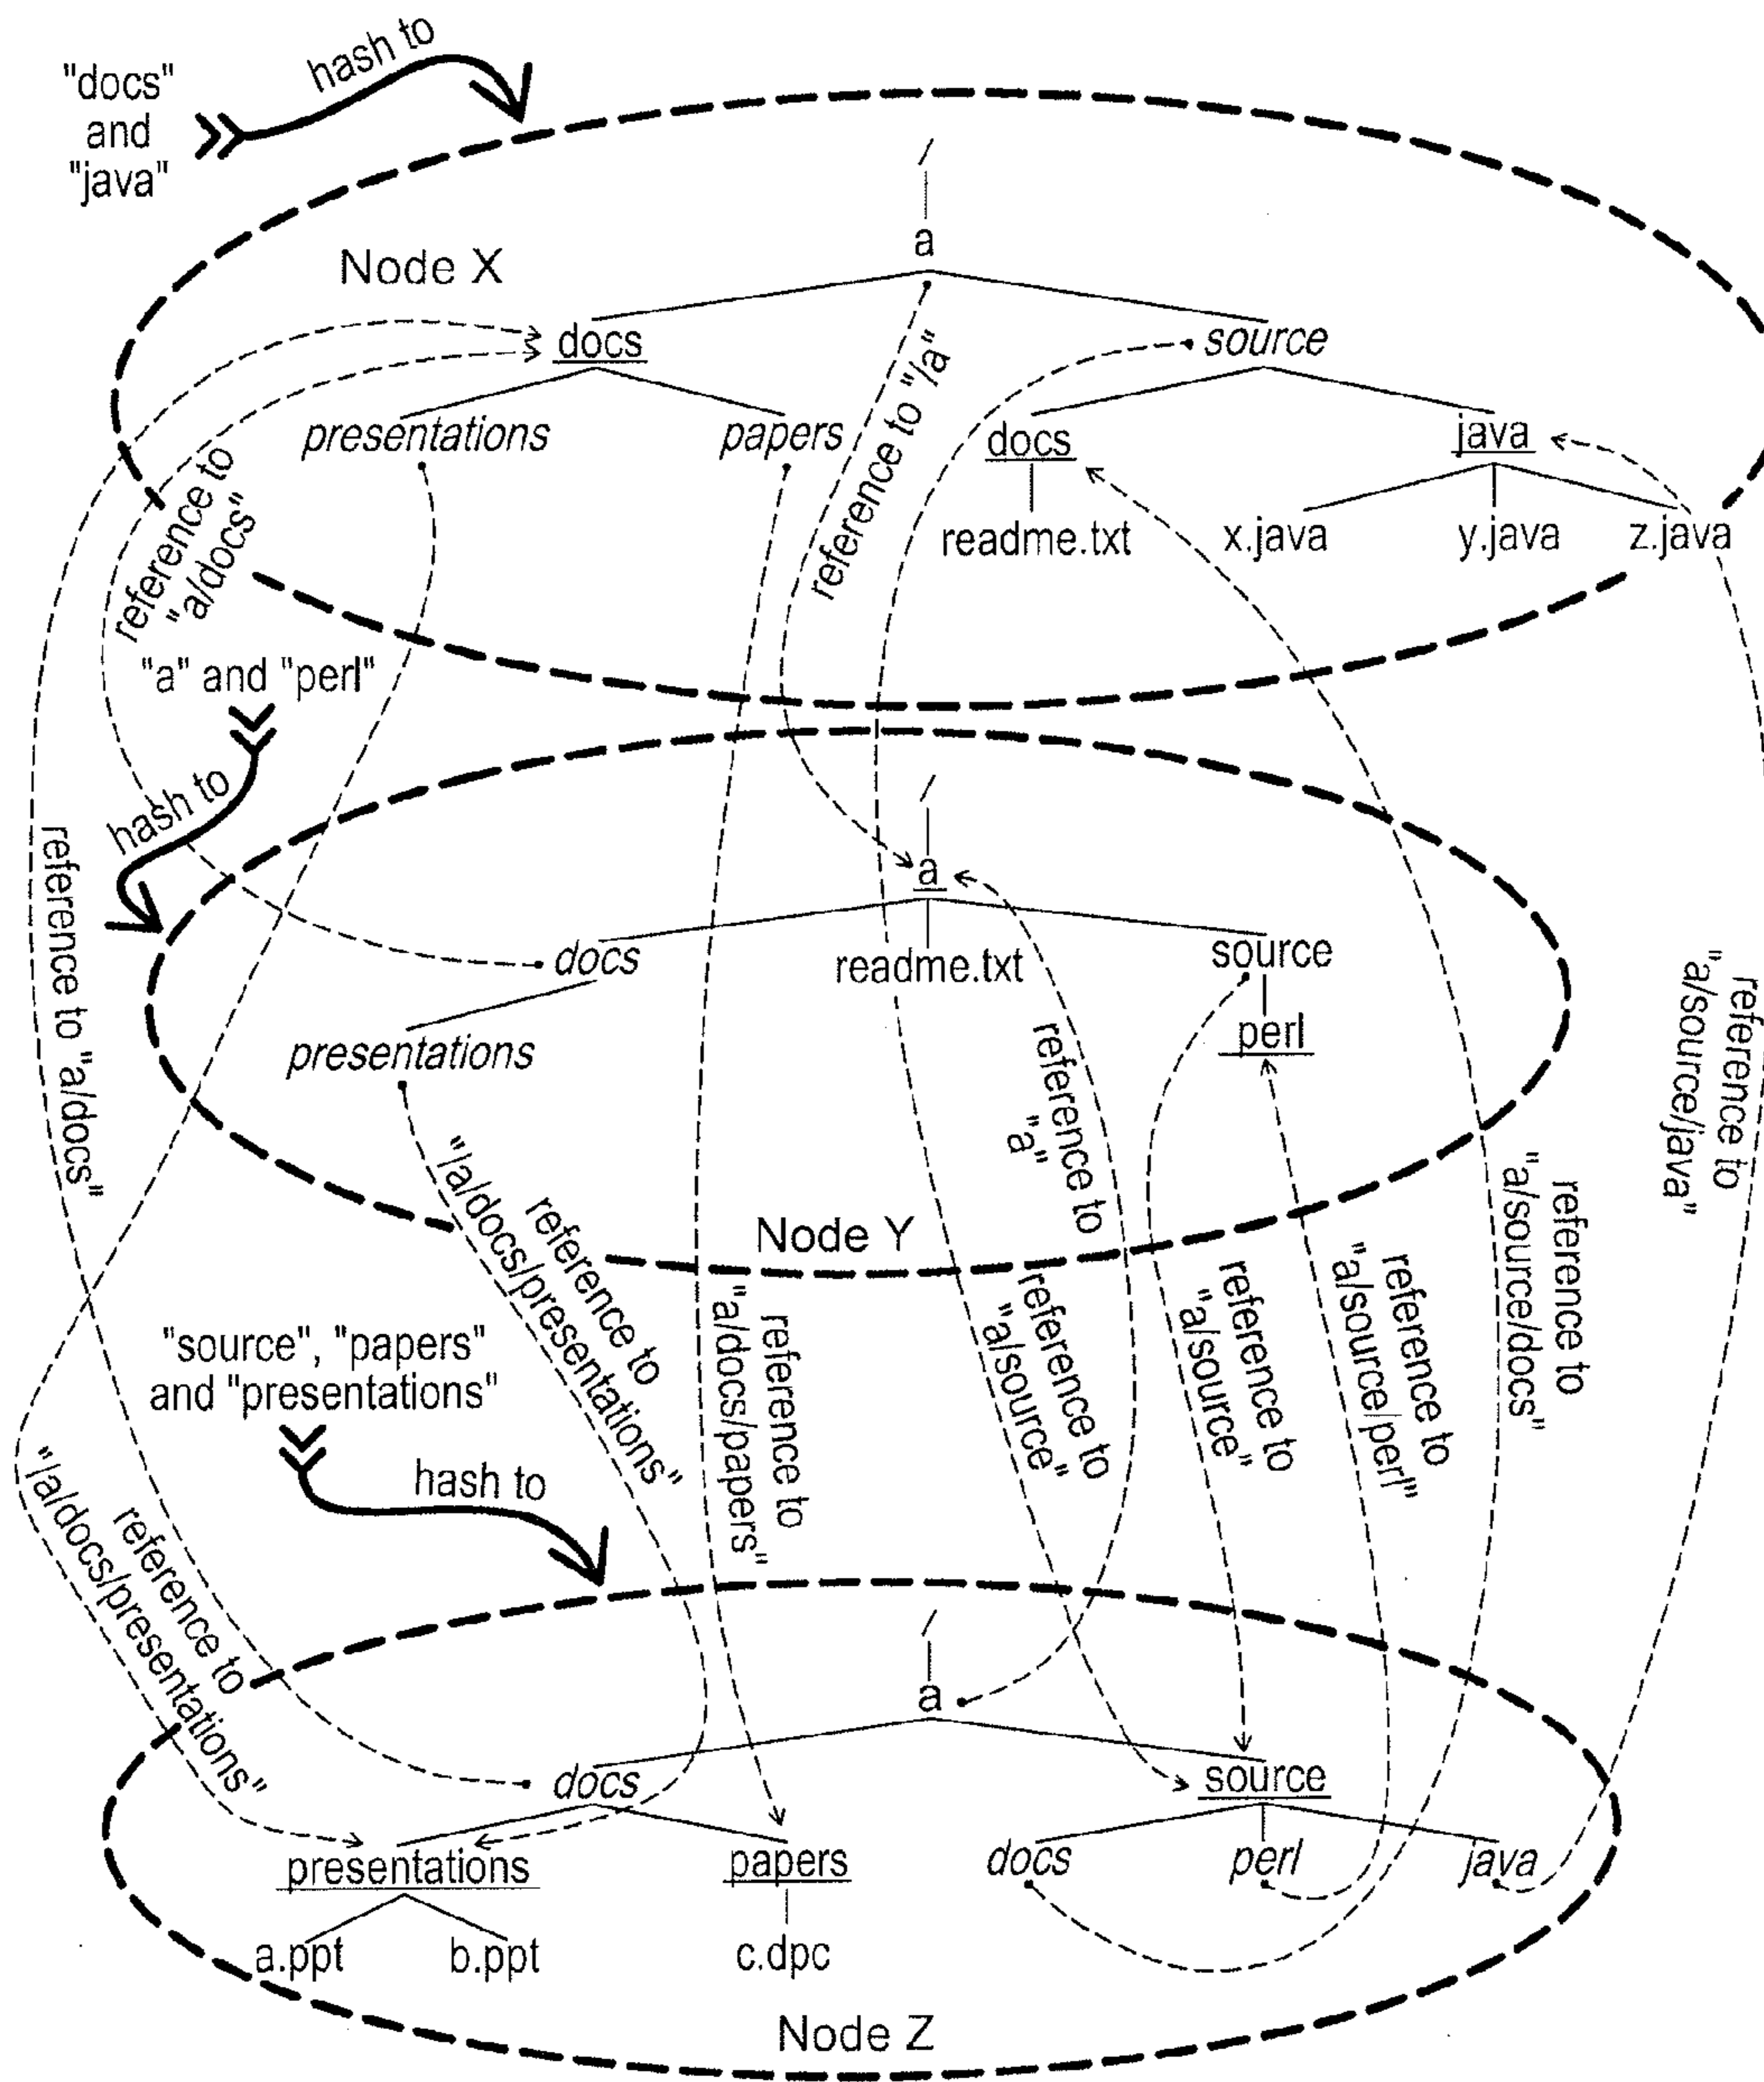 "docs"
and
"java"
hash to
/
a
Node X
docs
source
presentations
papers
docs
java
readme.txt
x.java
y.java
z.java
reference to
"a/docs"
reference to "/a"
"a" and "perl"
hash to
/
a
docs
readme.txt
source
presentations
perl
Node Y
reference to "a/docs"
reference to
"/a/docs/presentations"
reference to
"a/docs/papers"
reference to
"a"
reference to
"a/source"
reference to
"a/source"
reference to
"a/source/perl"
reference to
"a/source/docs"
reference to
"a/source/java"
"source", "papers"
and "presentations"
hash to
reference to
"/a/docs/presentations"
/
a
docs
source
presentations
papers
docs
perl
java
a.ppt
b.ppt
c.dpc
Node Z